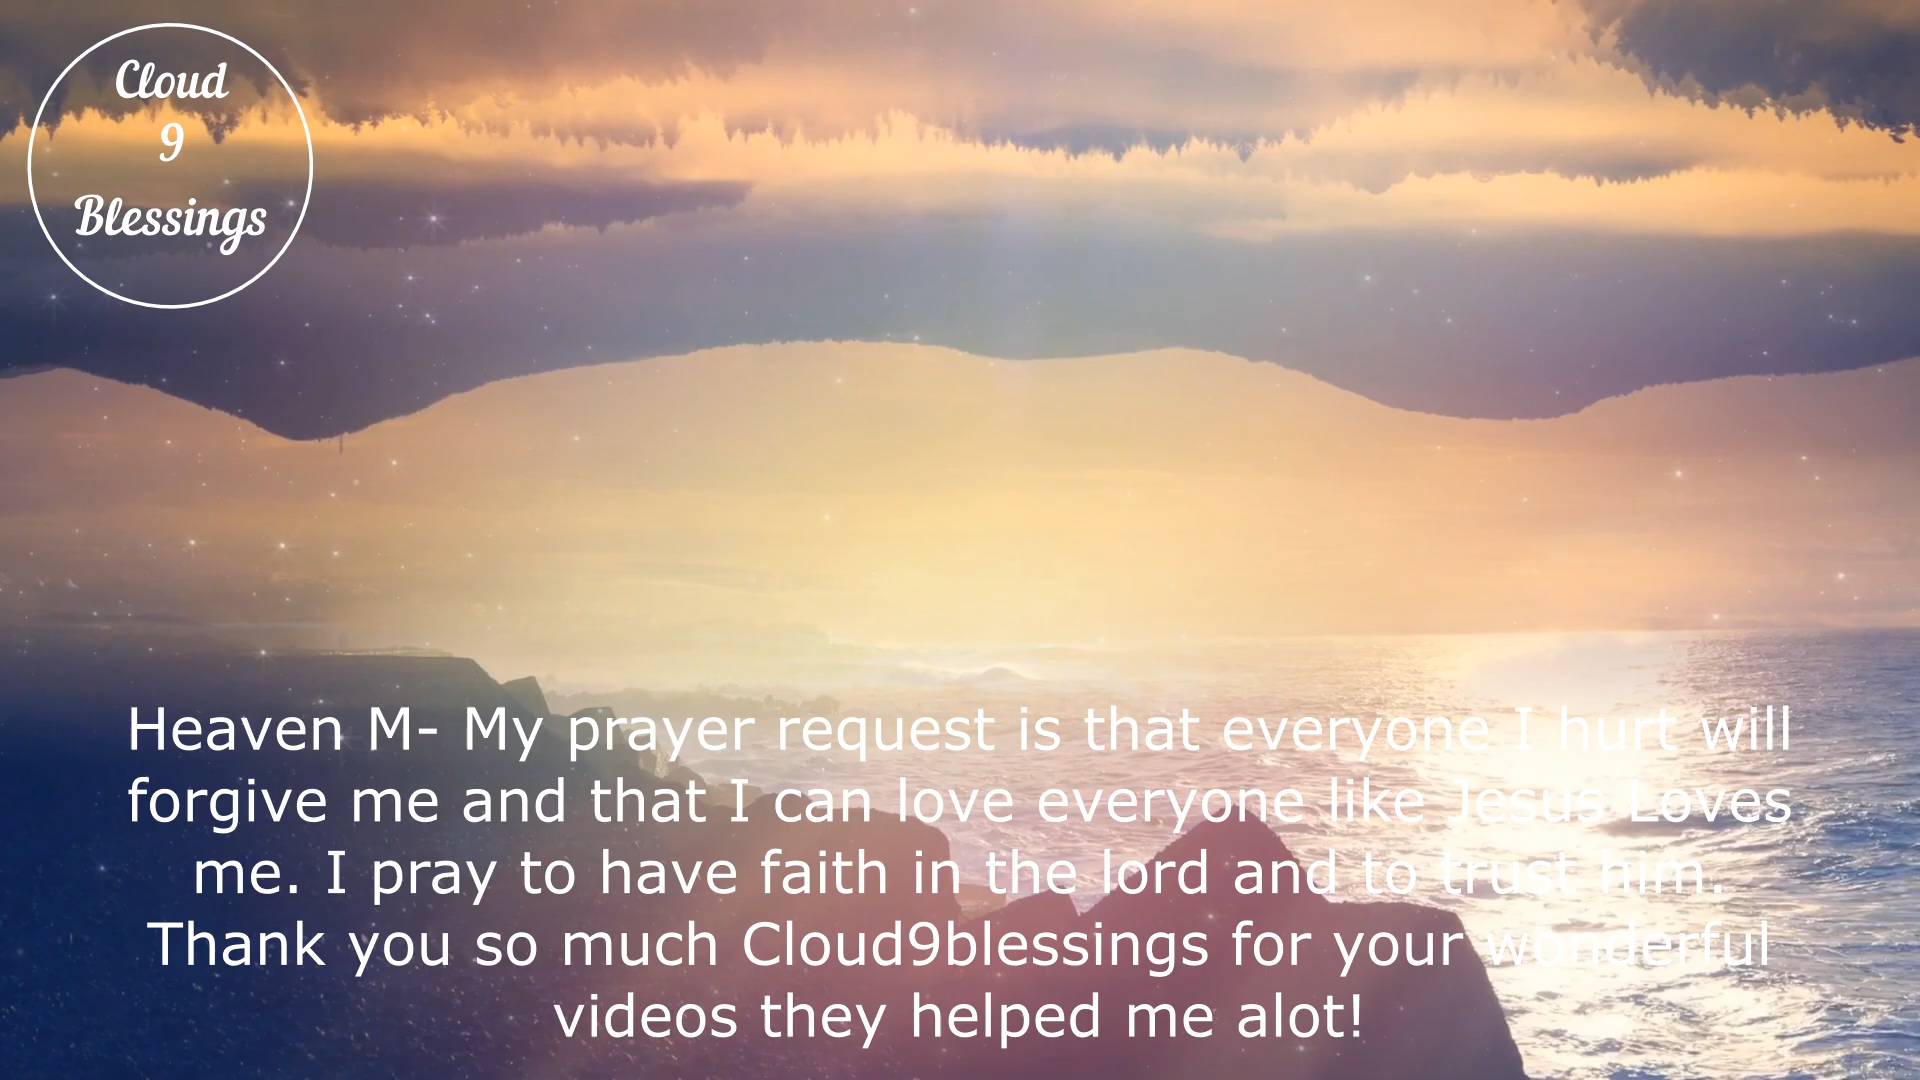 Cloud
9
Blessings
Heaven M- My prayer request is that everyone I hurt will
forgive me and that I can love everyone like Jesus Loves
me. I pray to have faith in the lord and to trust him.
Thank you so much Cloud9blessings for your wonderful
videos they helped me alot!